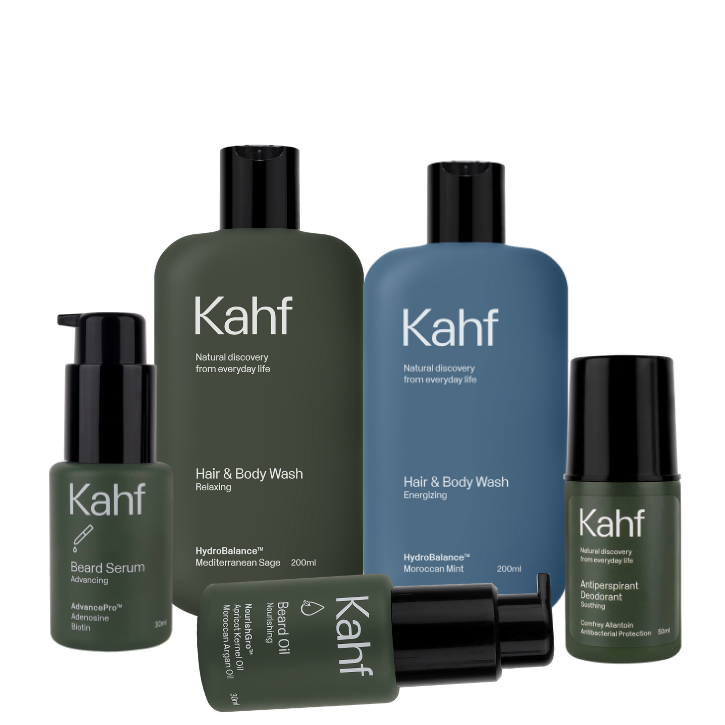 Kahf
Natural discovery
from everyday life
Hair & Body Wash
Relaxing
HydroBalance™
Mediterranean Sage 200ml
Kahf
Natural discovery
from everyday life
Hair & Body Wash
Energizing
HydroBalance™
Moroccan Mint 200ml
Kahf
Beard Serum
Advancing
AdvancePro™
Adenosine
Biotin 30ml
Kahf
Beard Oil
Nourishing
NourishGro™
Apricot Kernel Oil
Moroccan Argan Oil 30ml
Kahf
Natural discovery
from everyday life
Antiperspirant
Deodorant
Soothing
Comfrey Allantoin
Antibacterial Protection 50ml